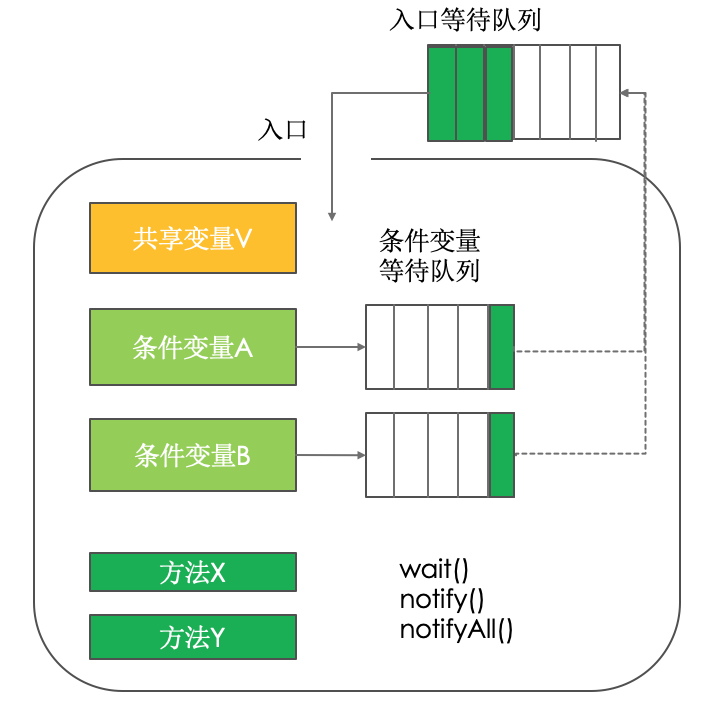 入口等待队列
入口
共享变量V
条件变量
等待队列
条件变量A
条件变量B
方法X
方法Y
wait()
notify()
notifyAll()